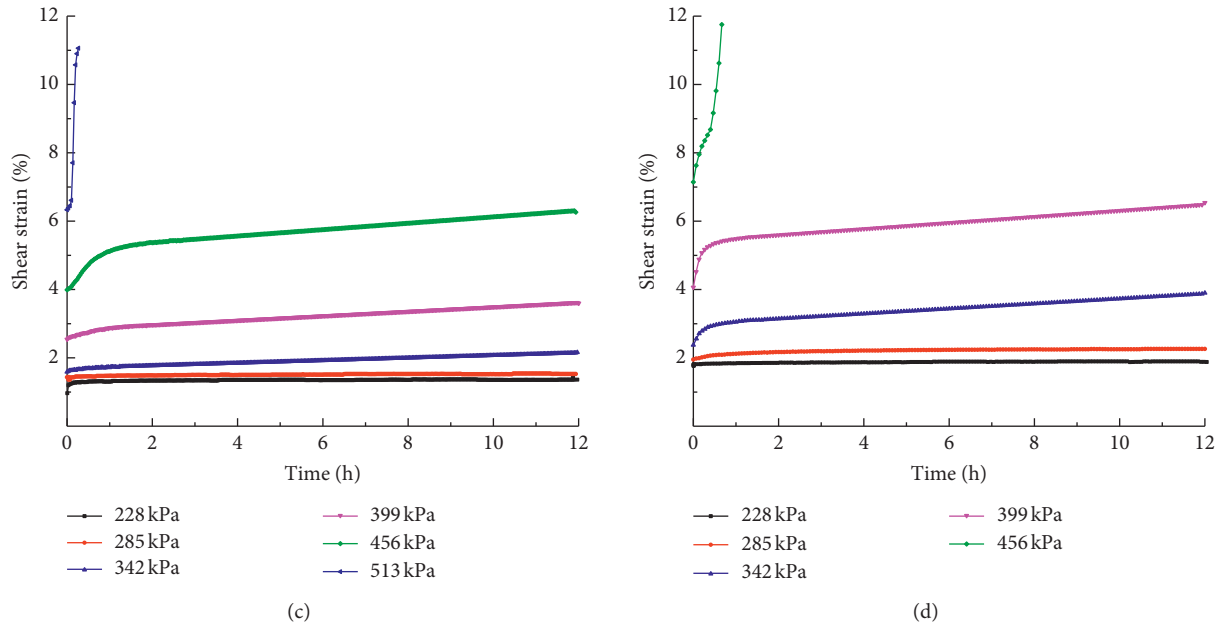 12
10
8
6
4
2
Shear strain (%)
0 2 4 6 8 10 12
Time (h)
228 kPa
285 kPa
342 kPa
399 kPa
456 kPa
513 kPa
(c)
12
10
8
6
4
2
Shear strain (%)
0 2 4 6 8 10 12
Time (h)
228 kPa
285 kPa
342 kPa
399 kPa
456 kPa
(d)